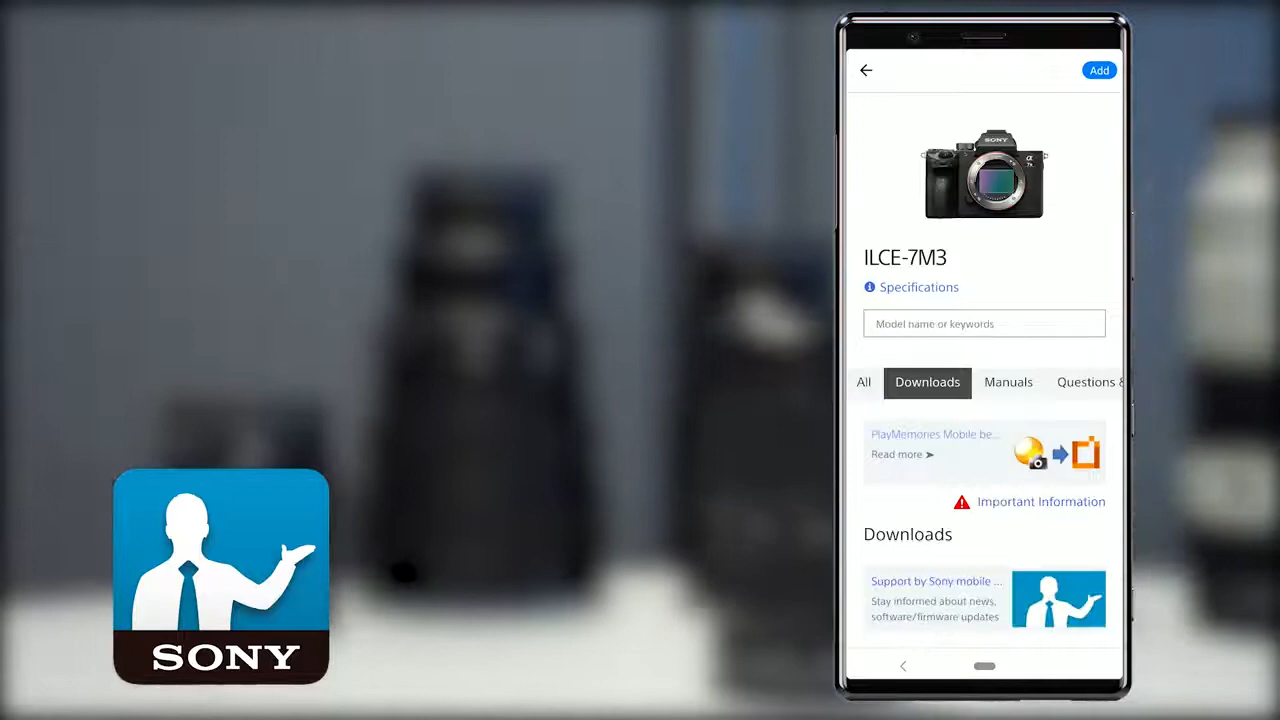 Add
SONY
α
ILCE-7M3
Specifications
Model name or keywords
All Downloads Manuals Questions &
PlayMemories Mobile be...
Read more ➤
Important Information
Downloads
Support by Sony mobile ...
Stay informed about news,
software/firmware updates
SONY